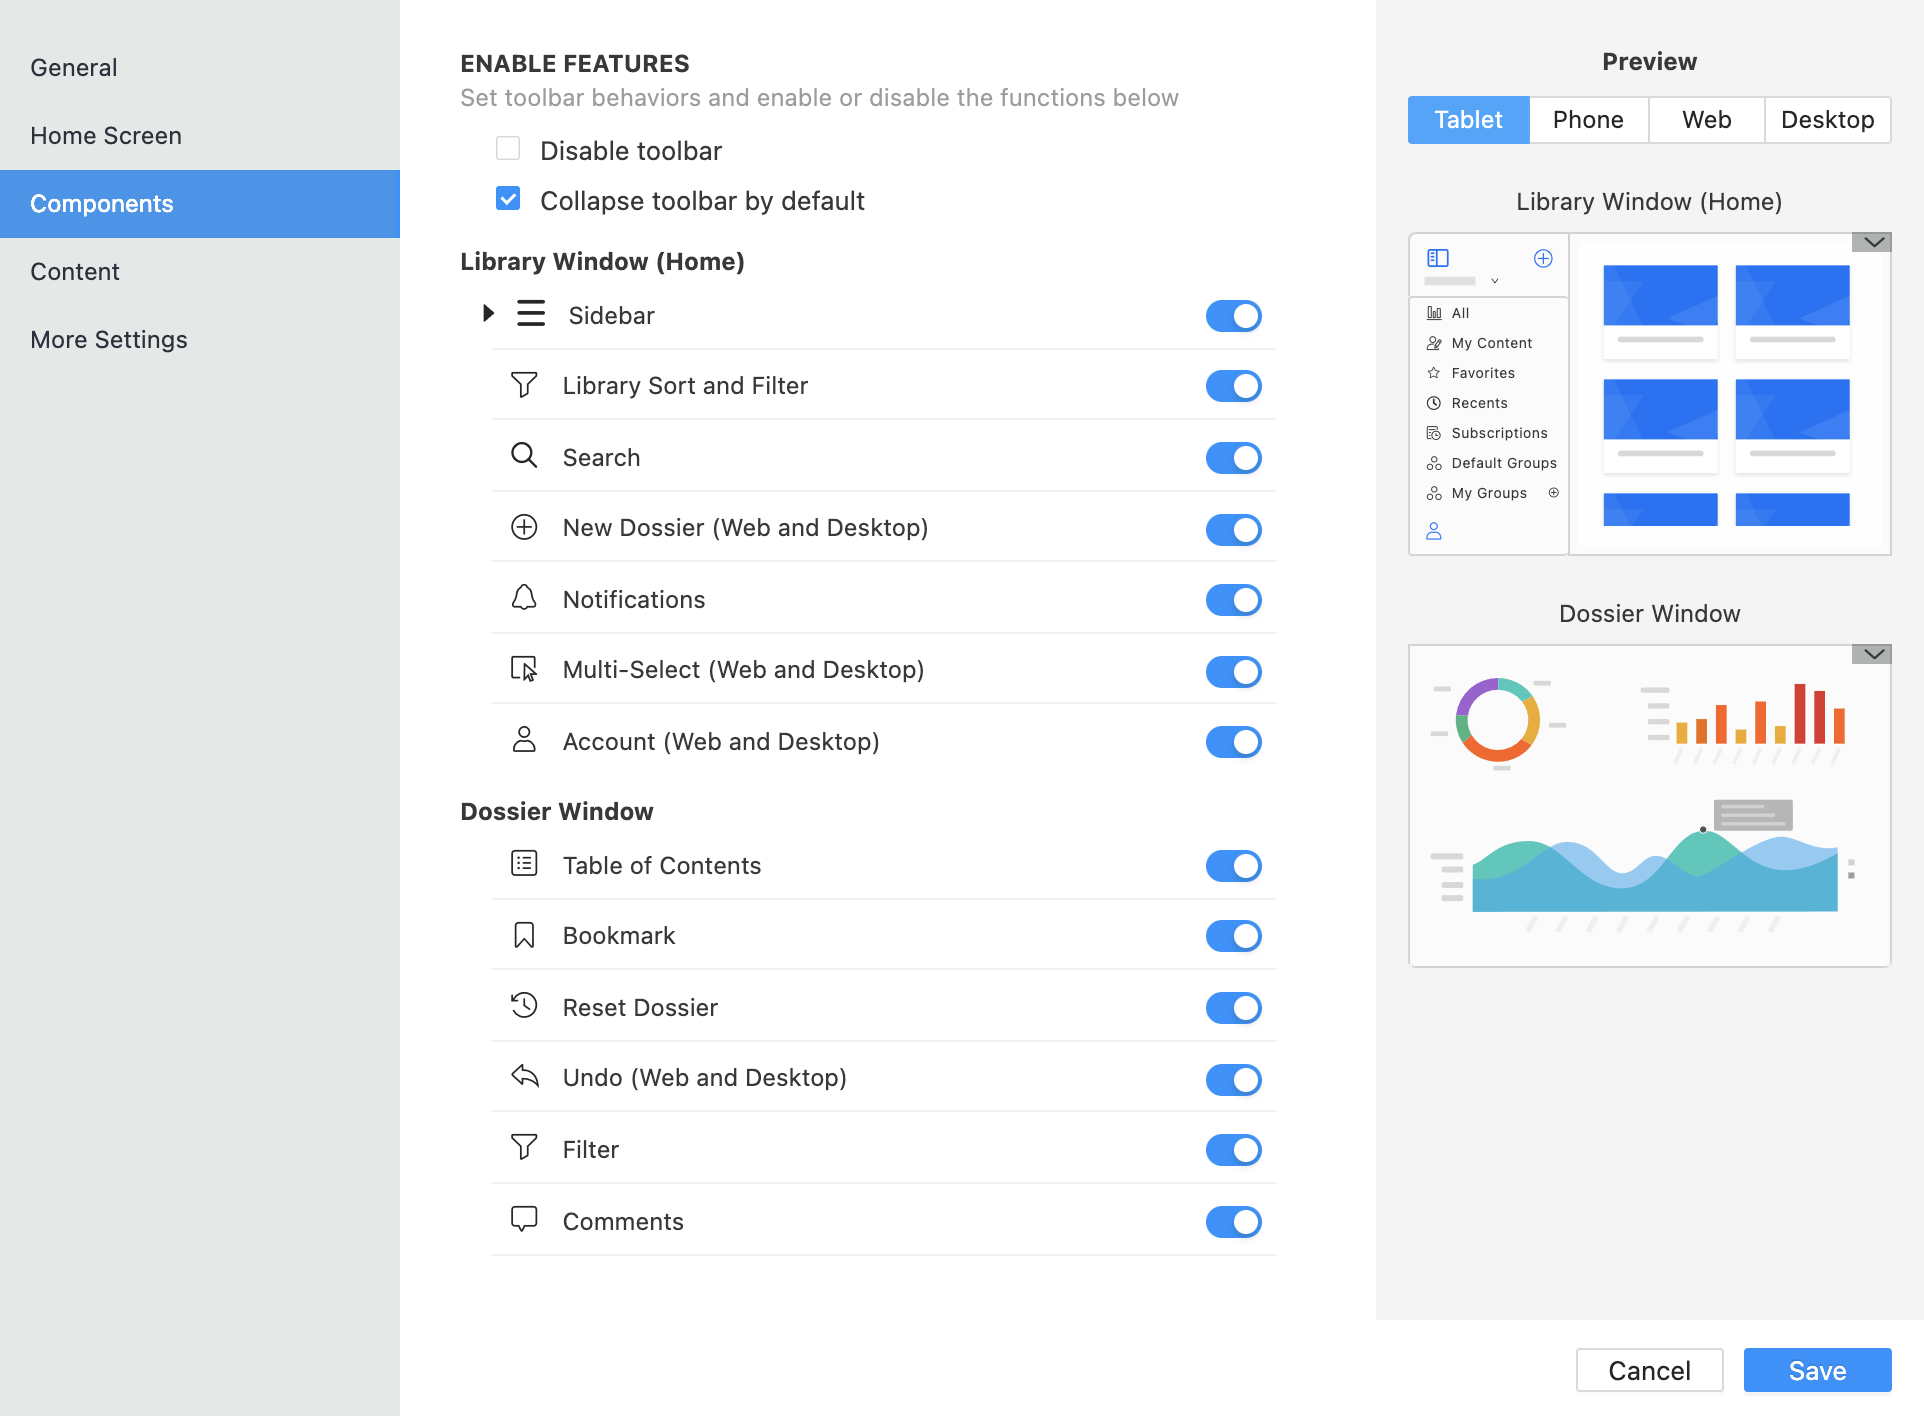 General
Home Screen
Components
Content
More Settings
ENABLE FEATURES
Set toolbar behaviors and enable or disable the functions below
Disable toolbar
Collapse toolbar by default
Library Window (Home)
Sidebar
Library Sort and Filter
Search
New Dossier (Web and Desktop)
Notifications
Multi-Select (Web and Desktop)
Account (Web and Desktop)
Dossier Window
Table of Contents
Bookmark
Reset Dossier
Undo (Web and Desktop)
Filter
Comments
Preview
Tablet Phone Web Desktop
Library Window (Home)
All
My Content
Favorites
Recents
Subscriptions
Default Groups
My Groups
Dossier Window
Cancel Save